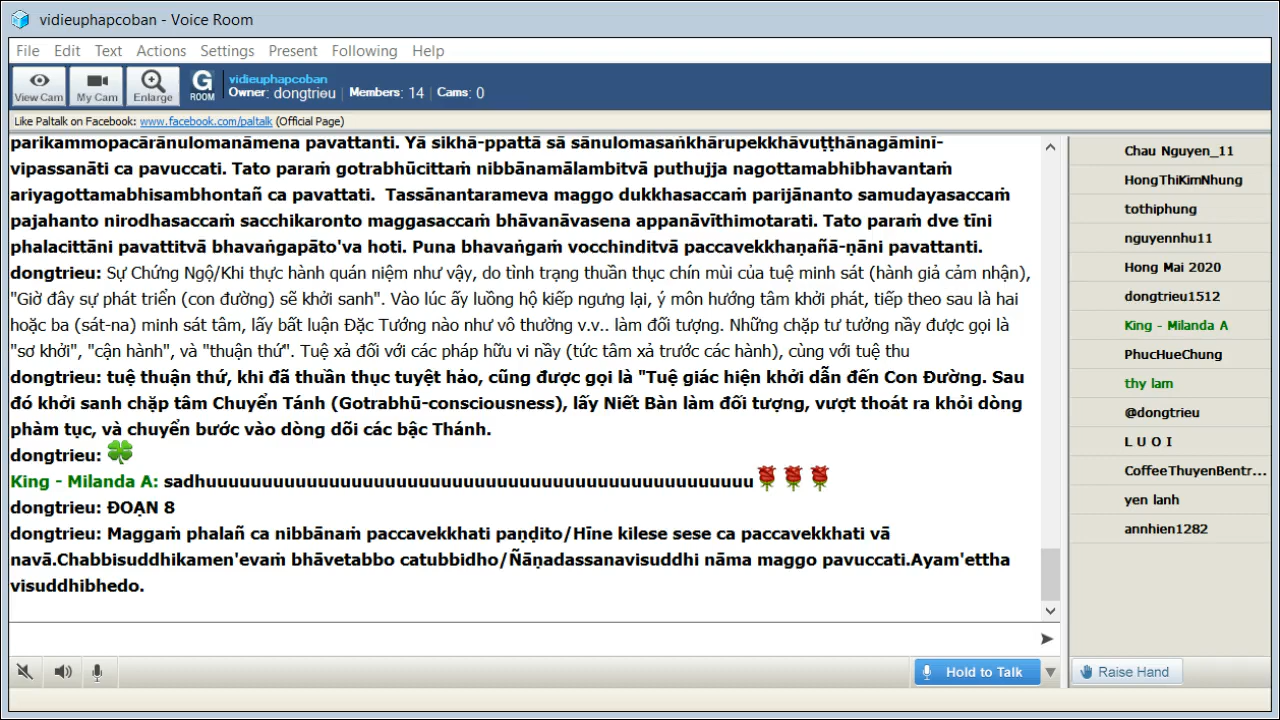 vidieuphapcoban - Voice Room
File Edit Text Actions Settings Present Following Help
View Cam My Cam Enlarge G ROOM
vidieuphapcoban
Owner: dongtrieu | Members: 14 | Cams: 0
Like Paltalk on Facebook: www.facebook.com/paltalk (Official Page)
parikammopacārānulomanāmena pavattanti. Yā sikhā-ppattā sā sānulomasaṅkhārupekkhāvuṭṭhānagāminī-
vipassanāti ca pavuccati. Tato paraṁ gotrabhūcittaṁ nibbānamālambitvā puthujja nagottamabhibhavantaṁ
ariyagottamabhisambhontañ ca pavattati. Tassānantarameva maggo dukkhasaccaṁ parijānanto samudayasaccaṁ
pajahanto nirodhasaccaṁ sacchikaronto maggasaccaṁ bhāvanāvasena appanāvīthimotarati. Tato paraṁ dve tīni
phalacittāni pavattitvā bhavaṅgapāto'va hoti. Puna bhavaṅgaṁ vocchinditvā paccavekkhaṇañā-ṇāni pavattanti.
dongtrieu: Sự Chứng Ngộ/Khi thực hành quán niệm như vậy, do tình trạng thuần thục chín mùi của tuệ minh sát (hành giả cảm nhận),
"Giờ đây sự phát triển (con đường) sẽ khởi sanh". Vào lúc ấy luồng hộ kiếp ngưng lại, ý môn hướng tâm khởi phát, tiếp theo sau là hai
hoặc ba (sát-na) minh sát tâm, lấy bất luận Đặc Tướng nào như vô thường v.v.. làm đối tượng. Những chặp tư tưởng nầy được gọi là
"sơ khởi", "cận hành", và "thuận thứ". Tuệ xả đối với các pháp hữu vi nầy (tức tâm xả trước các hành), cùng với tuệ thu
dongtrieu: tuệ thuận thứ, khi đã thuần thục tuyệt hảo, cũng được gọi là "Tuệ giác hiện khởi dẫn đến Con Đường. Sau
đó khởi sanh chặp tâm Chuyển Tánh (Gotrabhū-consciousness), lấy Niết Bàn làm đối tượng, vượt thoát ra khỏi dòng
phàm tục, và chuyển bước vào dòng dõi các bậc Thánh.
dongtrieu:
King - Milanda A: sadhuuuuuuuuuuuuuuuuuuuuuuuuuuuuuuuuuuuuuuuuuuuuuuuuu
dongtrieu: ĐOẠN 8
dongtrieu: Maggaṁ phalañ ca nibbānaṁ paccavekkhati paṇḍito/Hīne kilese sese ca paccavekkhati vā
navā.Chabbisuddhikamen'evaṁ bhāvetabbo catubbidho/Ñāṇadassanavisuddhi nāma maggo pavuccati.Ayam'ettha
visuddhibhedo.
Chau Nguyen_11
HongThiKimNhung
tothiphung
nguyennhu11
Hong Mai 2020
dongtrieu1512
King - Milanda A
PhucHueChung
thy lam
@dongtrieu
L U O I
CoffeeThuyenBentr...
yen lanh
annhien1282
Hold to Talk
Raise Hand